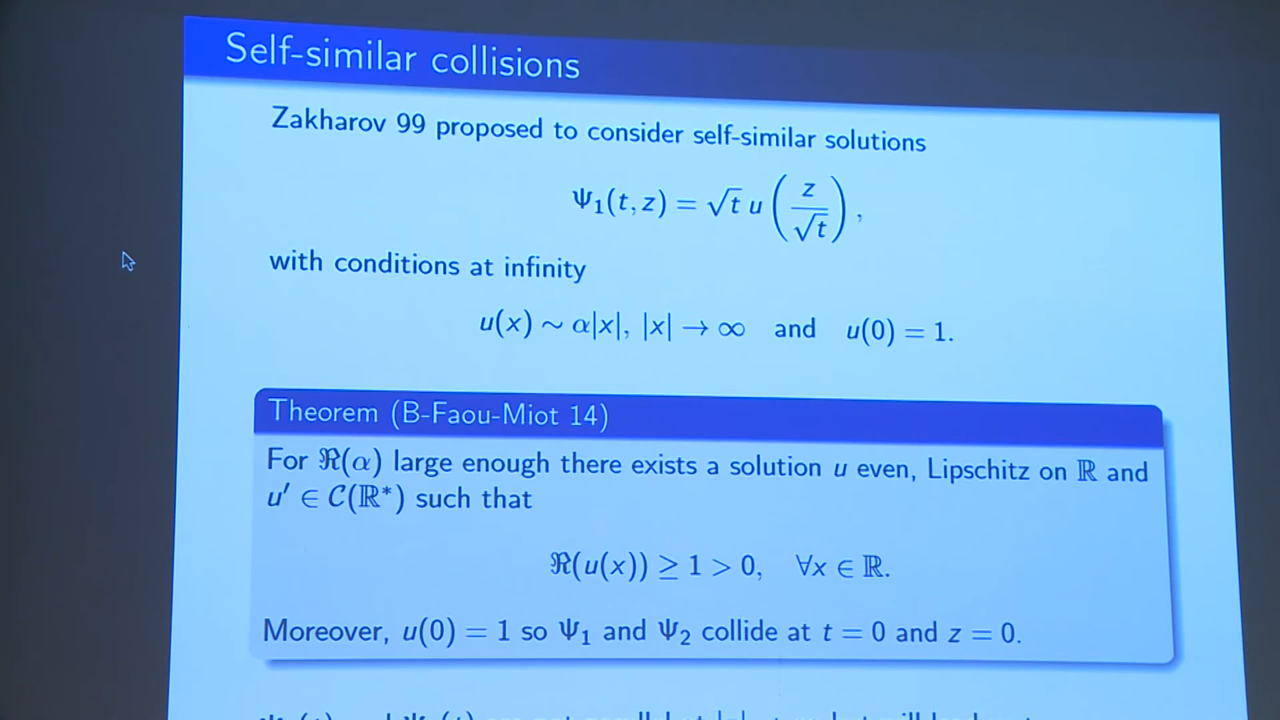 Self-similar collisions
Zakharov 99 proposed to consider self-similar solutions
Ψ₁(t, z) = √t u (z/√t),
with conditions at infinity
u(x) ∼ α|x|, |x| → ∞ and u(0) = 1.
Theorem (B-Faou-Miot 14)
For ℜ(α) large enough there exists a solution u even, Lipschitz on ℝ and
u′ ∈ C(ℝ*) such that
ℜ(u(x)) ≥ 1 > 0, ∀x ∈ ℝ.
Moreover, u(0) = 1 so Ψ₁ and Ψ₂ collide at t = 0 and z = 0.